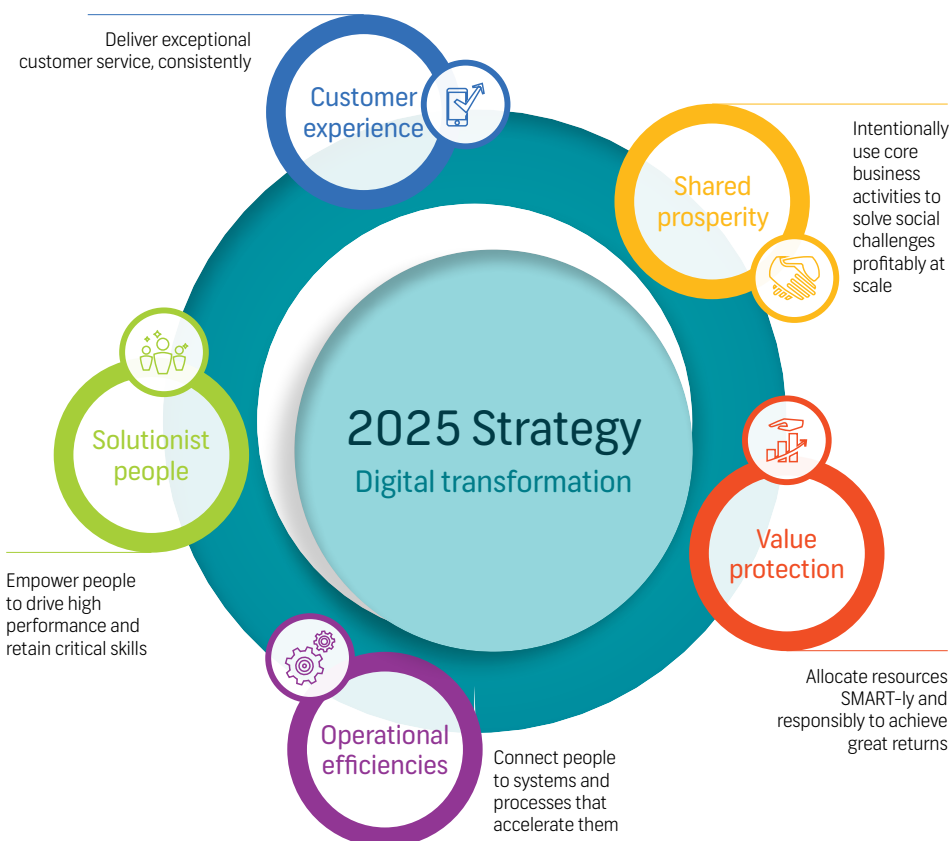 Deliver exceptional
customer service, consistently
Customer
experience
Shared
prosperity
Intentionally
use core
business
activities to
solve social
challenges
profitably at
scale
2025 Strategy
Digital transformation
Solutionist
people
Empower people
to drive high
performance and
retain critical skills
Value
protection
Allocate resources
SMART-ly and
responsibly to achieve
great returns
Operational
efficiencies
Connect people
to systems and
processes that
accelerate them